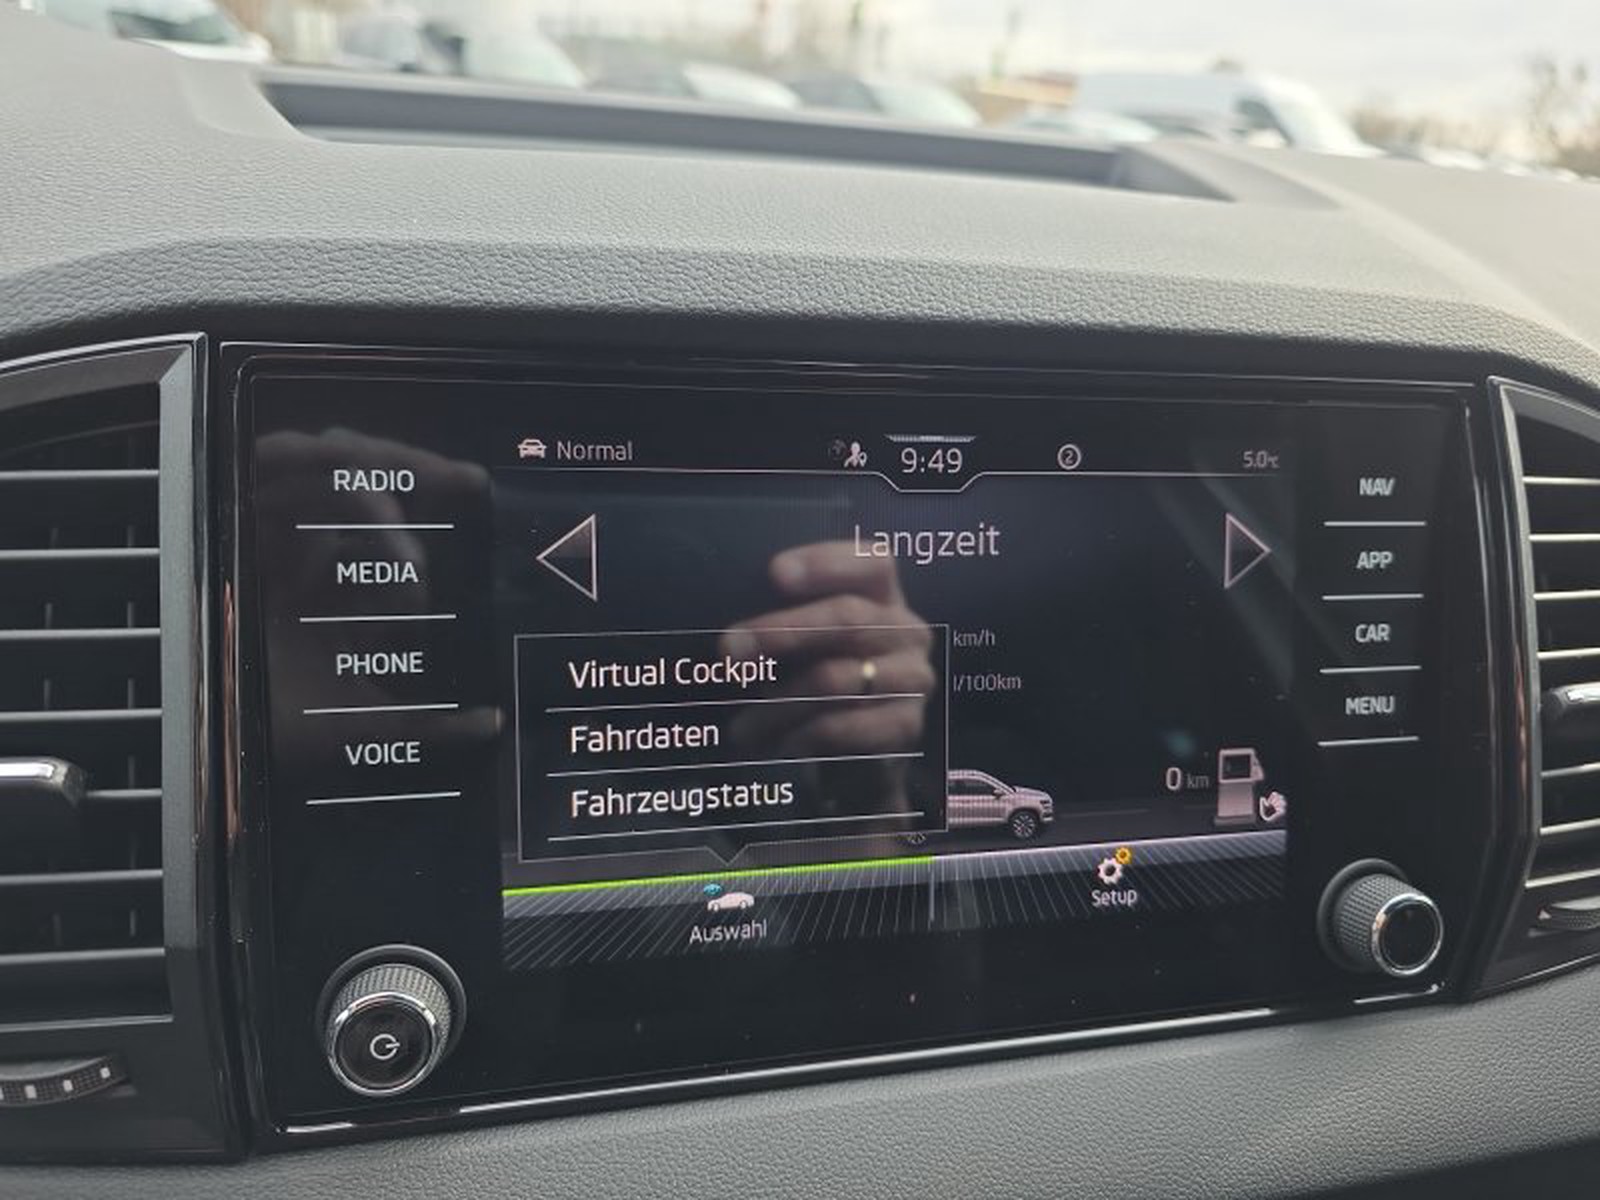 Normal
9:49
2
5.0°C
RADIO
MEDIA
PHONE
VOICE
Langzeit
km/h
l/100km
Virtual Cockpit
Fahrdaten
Fahrzeugstatus
0 km
Auswahl
Setup
NAV
APP
CAR
MENU